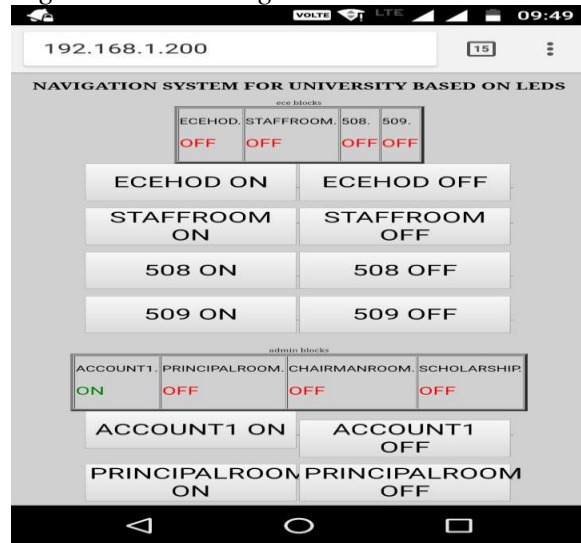 VOLTE LTE 09:49
192.168.1.200 15
NAVIGATION SYSTEM FOR UNIVERSITY BASED ON LEDS
ece blocks
ECEHOD. STAFFROOM. 508. 509.
OFF OFF OFF OFF
ECEHOD ON ECEHOD OFF
STAFFROOM ON STAFFROOM OFF
508 ON 508 OFF
509 ON 509 OFF
admin blocks
ACCOUNT1. PRINCIPALROOM. CHAIRMANROOM. SCHOLARSHIP.
ON OFF OFF OFF
ACCOUNT1 ON ACCOUNT1 OFF
PRINCIPALROOM ON PRINCIPALROOM OFF